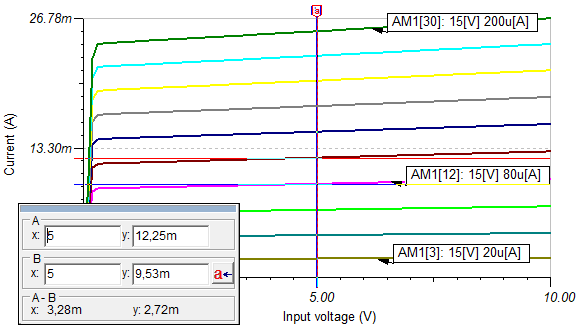 a
26.78m
AM1[30]: 15[V] 200u[A]
Current (A)
13.30m
AM1[12]: 15[V] 80u[A]
A
x: 5 y: 12,25m
B
x: 5 y: 9,53m a
A - B
x: 3,28m y: 2,72m
AM1[3]: 15[V] 20u[A]
5.00 10.00
Input voltage (V)